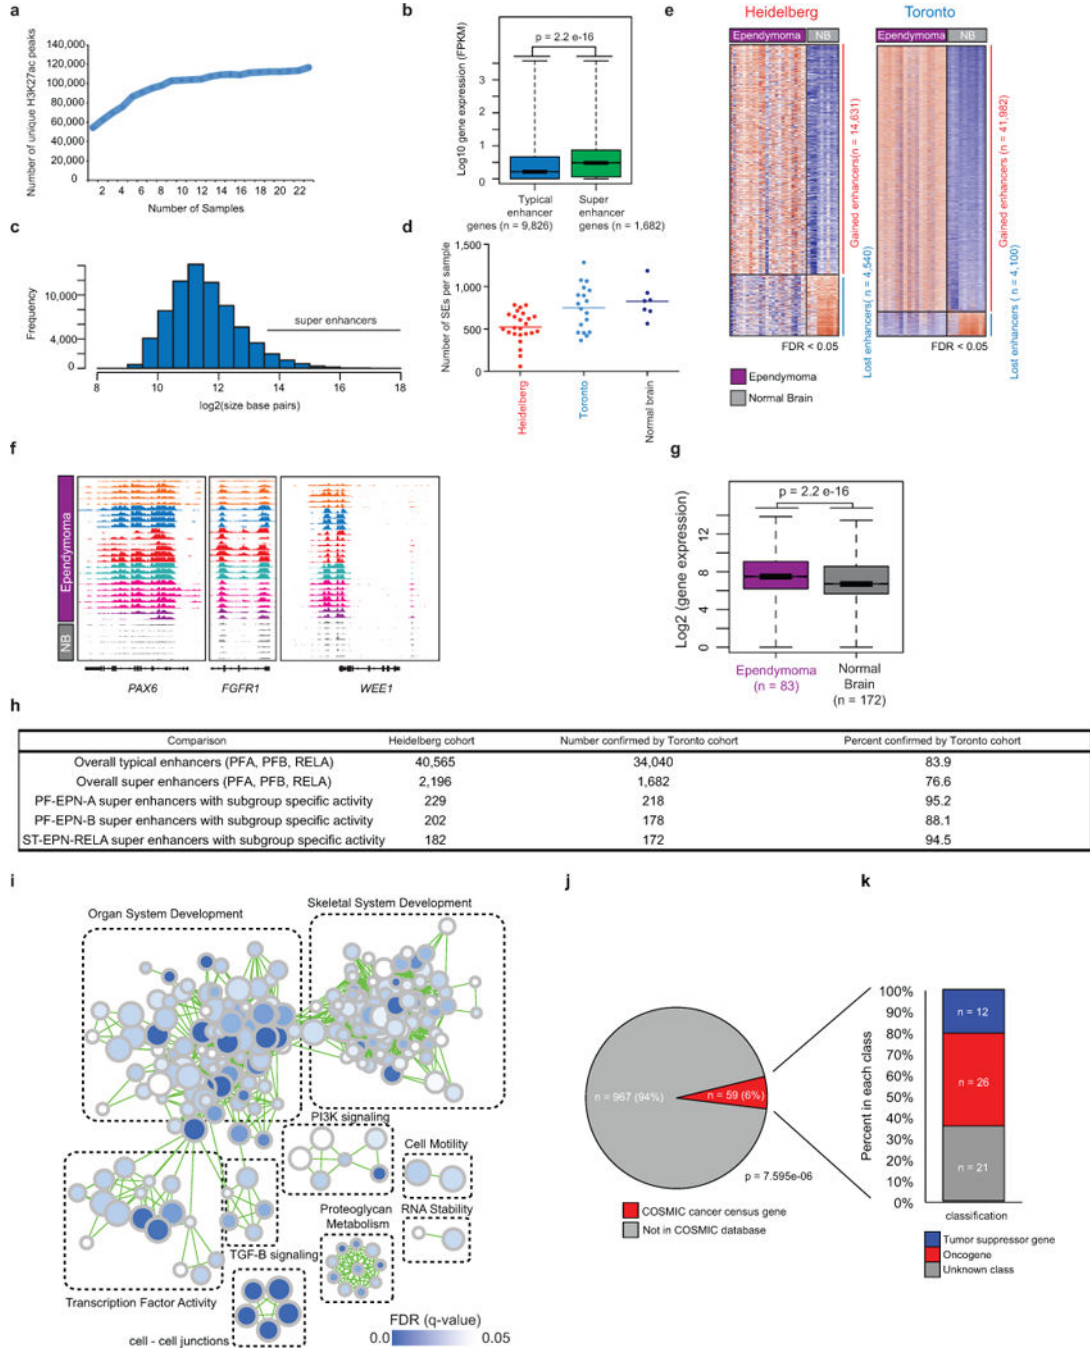 a
Number of unique H3K27ac peaks
140,000
120,000
100,000
80,000
60,000
40,000
20,000
0
2 4 6 8 10 12 14 16 18 20 22
Number of Samples
b
Log10 gene expression (FPKM)
p = 2.2 e-16
3
2
1
0
Typical enhancer genes (n = 9,826)
Super enhancer genes (n = 1,682)
c
Frequency
10,000
4,000
0
super enhancers
8 10 12 14 16 18
log2(size base pairs)
d
Number of SEs per sample
1,500
1,000
500
0
Heidelberg
Toronto
Normal brain
e
Heidelberg
Toronto
Ependymoma NB
Ependymoma NB
Gained enhancers(n = 14,631)
Lost enhancers( n = 4,540)
Gained enhancers (n = 41,982)
Lost enhancers ( n = 4,100)
FDR < 0.05
FDR < 0.05
Ependymoma
Normal Brain
f
Ependymoma
NB
PAX6
FGFR1
WEE1
g
Log2 (gene expression)
p = 2.2 e-16
12
8
4
0
Ependymoma
(n = 83)
Normal
Brain
(n = 172)
h
Comparison Heidelberg cohort Number confirmed by Toronto cohort Percent confirmed by Toronto cohort
Overall typical enhancers (PFA, PFB, RELA) 40,565 34,040 83.9
Overall super enhancers (PFA, PFB, RELA) 2,196 1,682 76.6
PF-EPN-A super enhancers with subgroup specific activity 229 218 95.2
PF-EPN-B super enhancers with subgroup specific activity 202 178 88.1
ST-EPN-RELA super enhancers with subgroup specific activity 182 172 94.5
i
Organ System Development
Skeletal System Development
PI3K signaling
Cell Motility
Proteoglycan
Metabolism
RNA Stability
TGF-B signaling
Transcription Factor Activity
cell - cell junctions
FDR (q-value)
0.0 0.05
j
n = 967 (94%)
n = 59 (6%)
p = 7.595e-06
COSMIC cancer census gene
Not in COSMIC database
k
Percent in each class
100%
90%
80%
70%
60%
50%
40%
30%
20%
10%
0%
n = 12
n = 26
n = 21
classification
Tumor suppressor gene
Oncogene
Unknown class